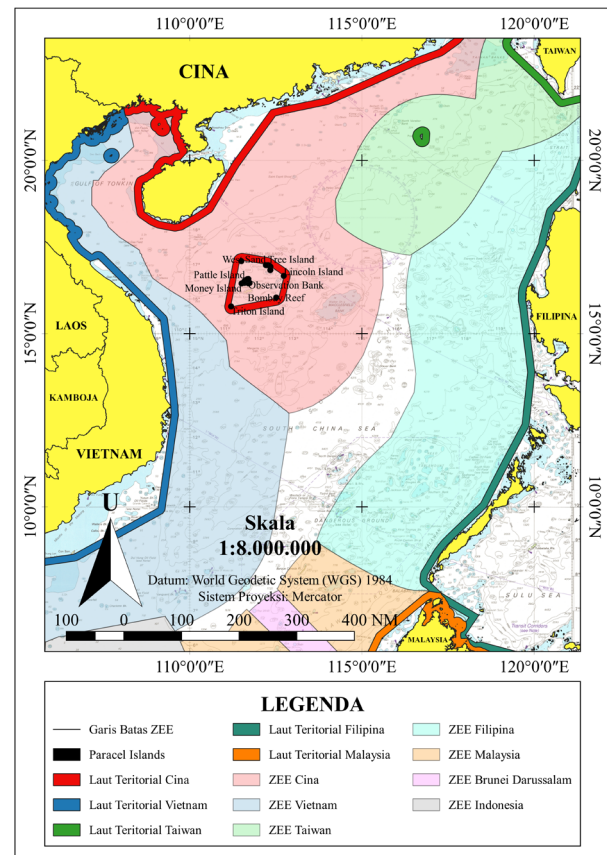 110°0'0"E 115°0'0"E 120°0'0"E
TAIWAN
CINA
20°0'0"N 20°0'0"N
GULF OF TONKIN
West Sand Tree Island
Pattle Island Lincoln Island
Money Island Observation Bank
Bombay Reef
Triton Island
LAOS
FILIPINA
15°0'0"N 15°0'0"N
KAMBOJA
SOUTH CHINA SEA
VIETNAM
U
10°0'0"N 10°0'0"N
Skala
DANGEROUS GROUND
1:8.000.000
Datum: World Geodetic System (WGS) 1984
Sistem Proyeksi: Mercator
SULU SEA
100 0 100 200 300 400 NM
Transit Corridors
MALAYSIA
110°0'0"E 115°0'0"E 120°0'0"E
LEGENDA
Garis Batas ZEE Laut Teritorial Filipina ZEE Filipina
Paracel Islands Laut Teritorial Malaysia ZEE Malaysia
Laut Teritorial Cina ZEE Cina ZEE Brunei Darussalam
Laut Teritorial Vietnam ZEE Vietnam ZEE Indonesia
Laut Teritorial Taiwan ZEE Taiwan